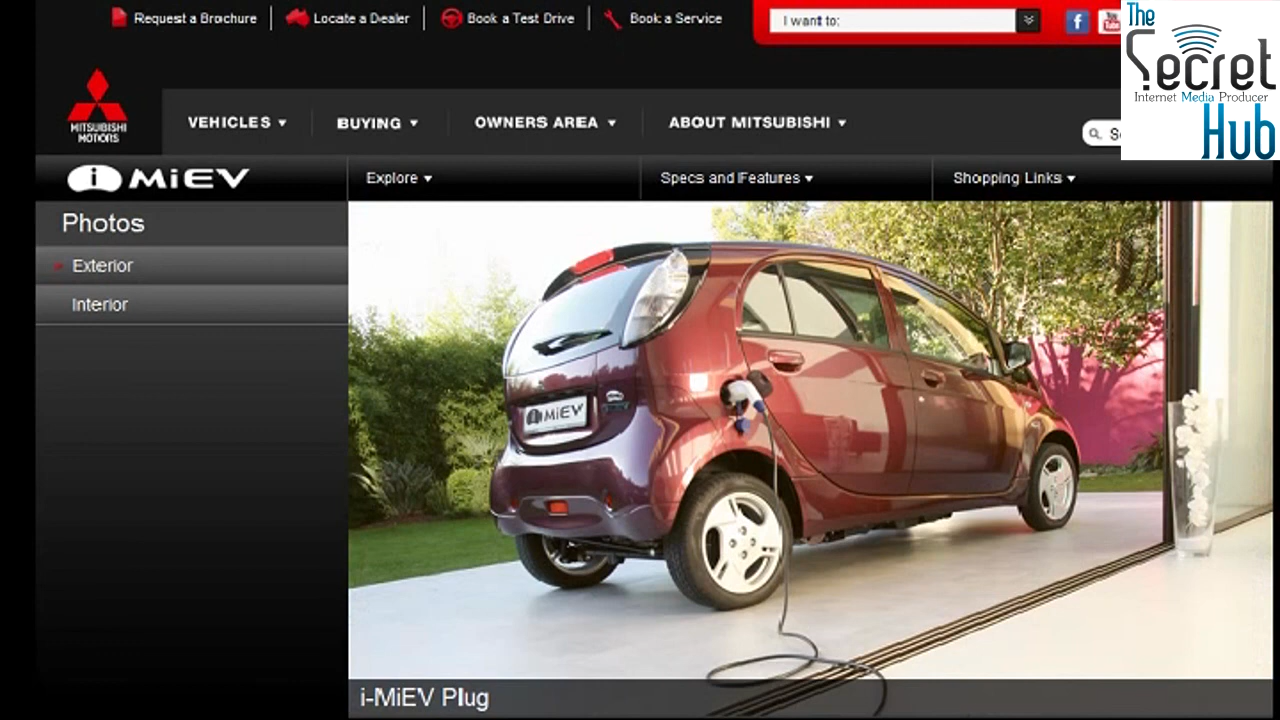 Request a Brochure
Locate a Dealer
Book a Test Drive
Book a Service
I want to:
f
You
Tube
The
Secret
Internet Media Producer
Hub
MITSUBISHI
MOTORS
VEHICLES
BUYING
OWNERS AREA
ABOUT MITSUBISHI
i MiEV
Explore
Specs and Features
Shopping Links
Photos
Exterior
Interior
i MiEV
i-MiEV Plug